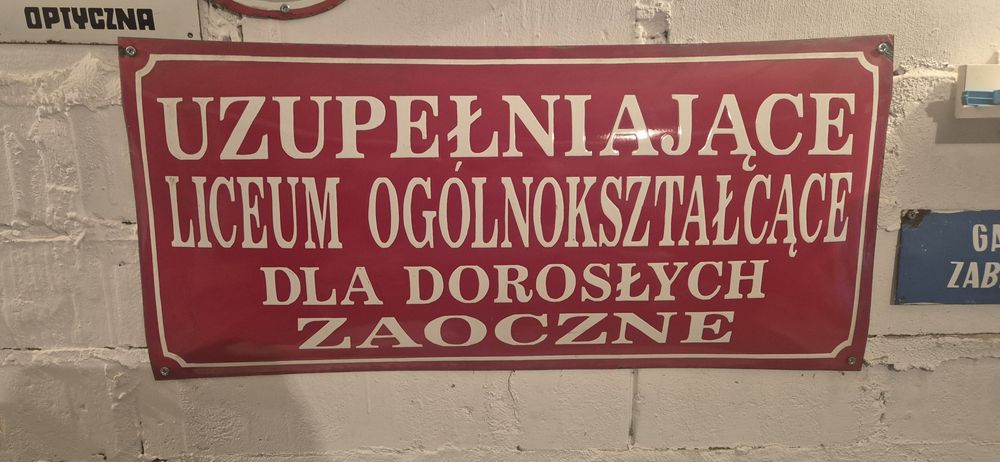 OPTYCZNA
UZUPEŁNIAJĄCE
LICEUM OGÓLNOKSZTAŁCĄCE
DLA DOROSŁYCH
ZAOCZNE